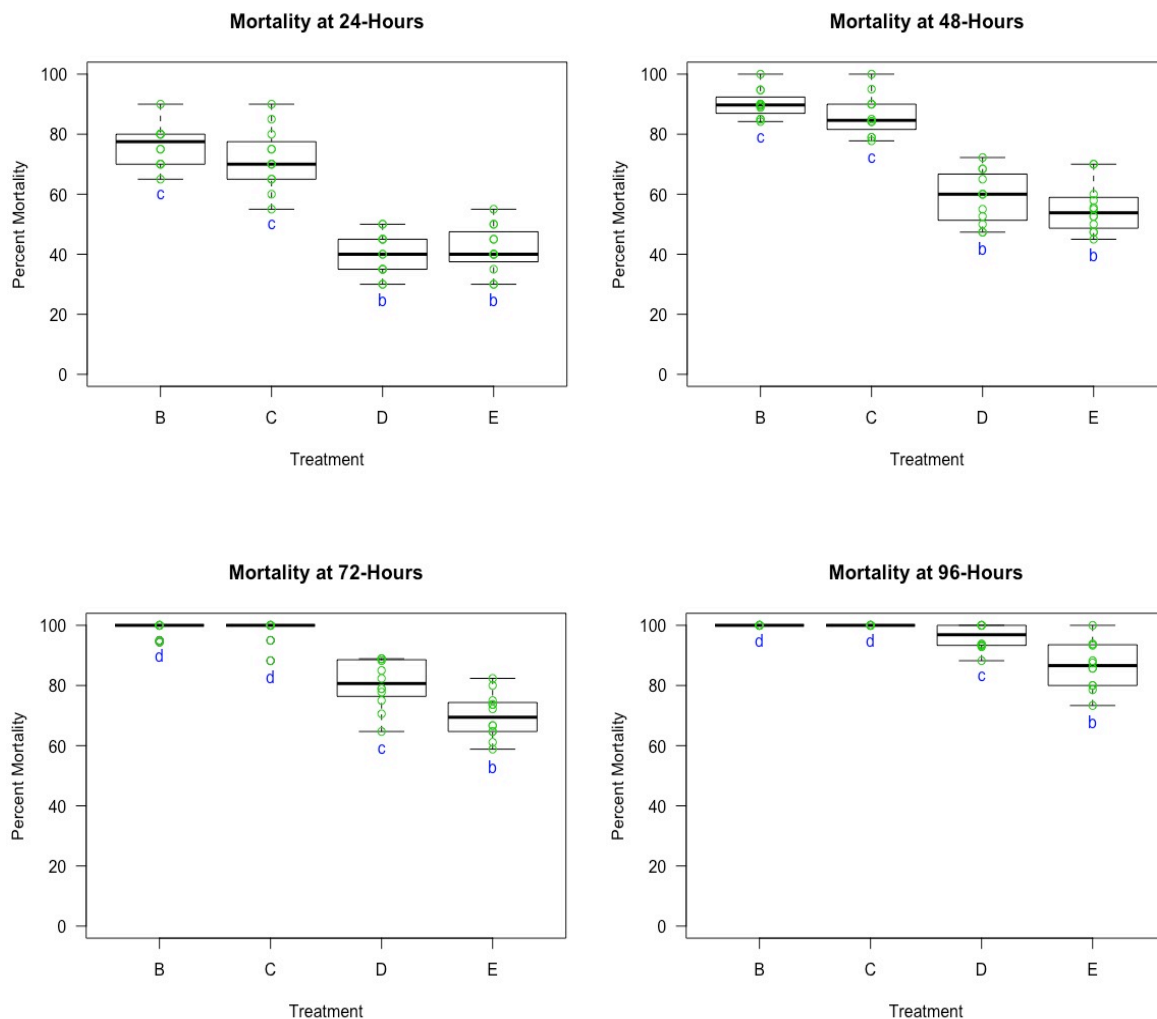 Mortality at 24-Hours
Percent Mortality
100
80
60
40
20
0
c
c
b
b
B C D E
Treatment
Mortality at 48-Hours
Percent Mortality
100
80
60
40
20
0
c
c
b
b
B C D E
Treatment
Mortality at 72-Hours
Percent Mortality
100
80
60
40
20
0
d
d
c
b
B C D E
Treatment
Mortality at 96-Hours
Percent Mortality
100
80
60
40
20
0
d
d
c
b
B C D E
Treatment